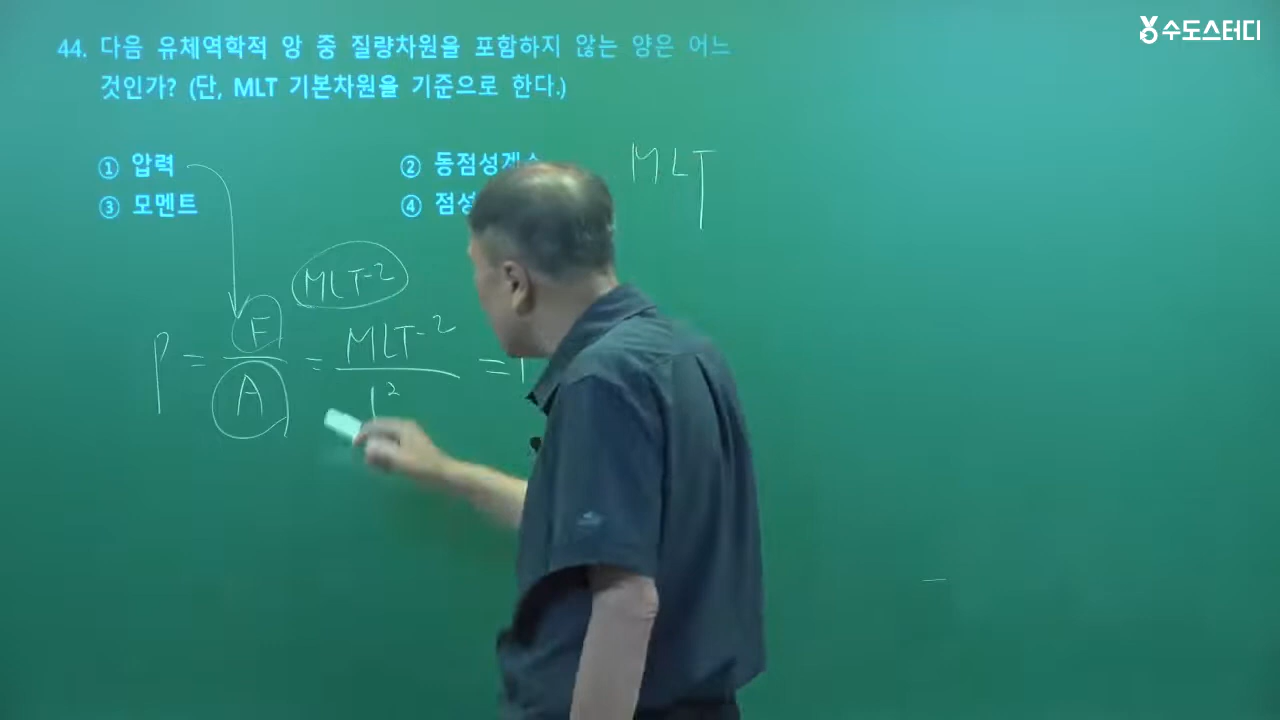 수도스터디
44. 다음 유체역학적 양 중 질량차원을 포함하지 않는 양은 어느
것인가? (단, MLT 기본차원을 기준으로 한다.)
① 압력 ②
③ 모멘트 ④
MLT
MLT-2
P = F/A = MLT-2/L² =